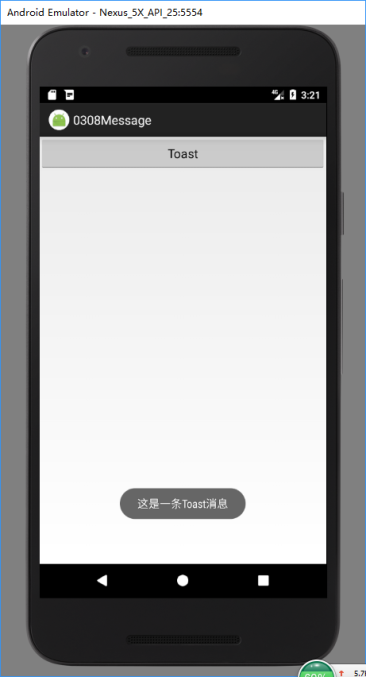 Android Emulator - Nexus_5X_API_25:5554
4G 3:21
0308Message
Toast
这是一条Toast消息